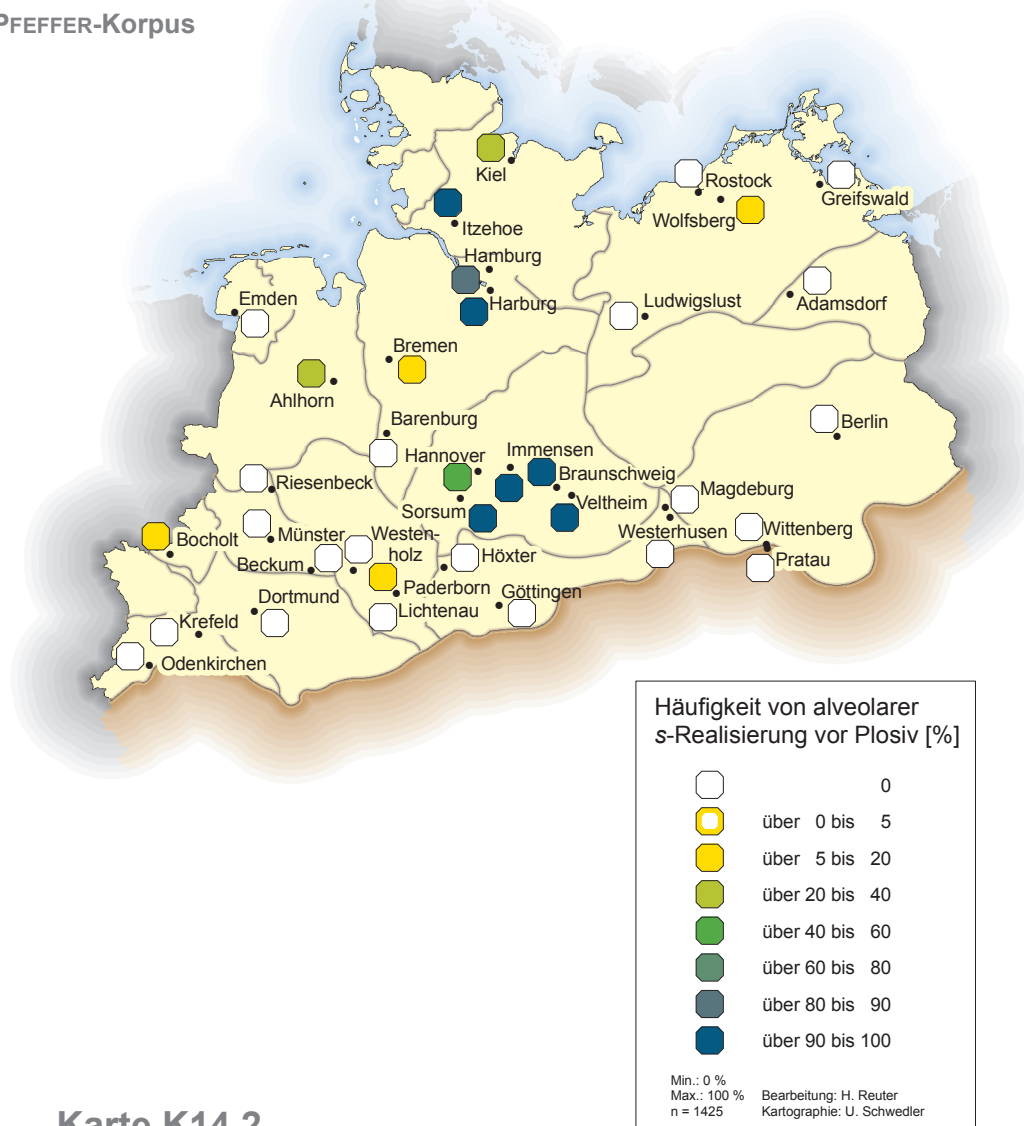 PFEFFER-Korpus
Kiel
Rostock
Greifswald
Wolfsberg
Itzehoe
Hamburg
Harburg
Emden
Ludwigslust
Adamsdorf
Bremen
Ahlhorn
Barenburg
Berlin
Hannover
Immensen
Braunschweig
Riesenbeck
Veltheim
Magdeburg
Sorsum
Westerhusen
Wittenberg
Bocholt
Münster
Westen-
holz
Höxter
Pratau
Beckum
Paderborn
Göttingen
Dortmund
Lichtenau
Krefeld
Odenkirchen
Häufigkeit von alveolarer
s-Realisierung vor Plosiv [%]
0
über 0 bis 5
über 5 bis 20
über 20 bis 40
über 40 bis 60
über 60 bis 80
über 80 bis 90
über 90 bis 100
Min.: 0 %
Max.: 100 % Bearbeitung: H. Reuter
n = 1425 Kartographie: U. Schwedler
Karte K14.2